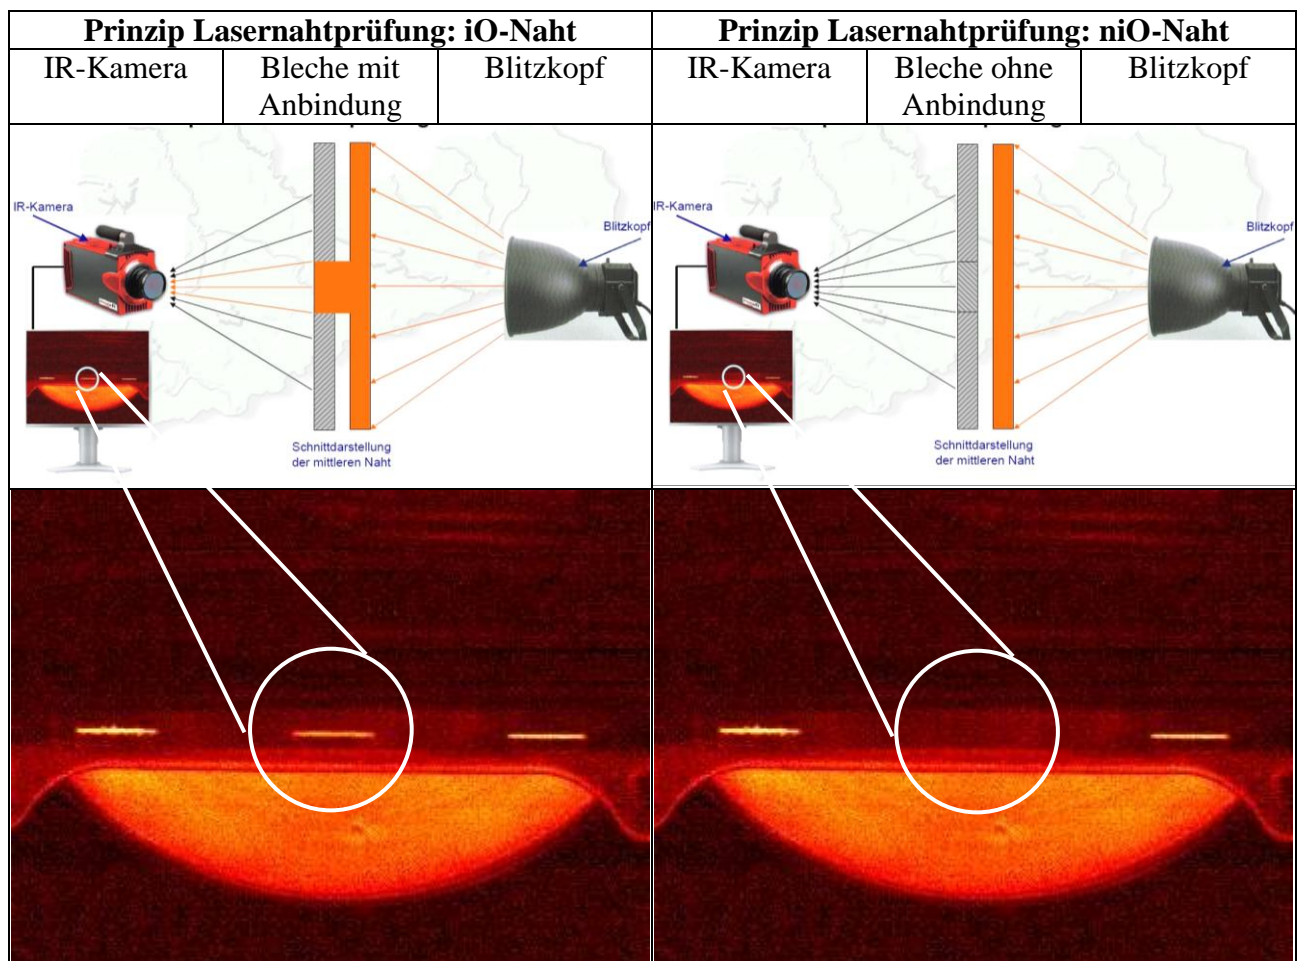 Prinzip Lasernahtprüfung: iO-Naht
Prinzip Lasernahtprüfung: niO-Naht
IR-Kamera
Bleche mit
Anbindung
Blitzkopf
IR-Kamera
Bleche ohne
Anbindung
Blitzkopf
IR-Kamera
Blitzkopf
Schnittdarstellung
der mittleren Naht
IR-Kamera
Blitzkopf
Schnittdarstellung
der mittleren Naht